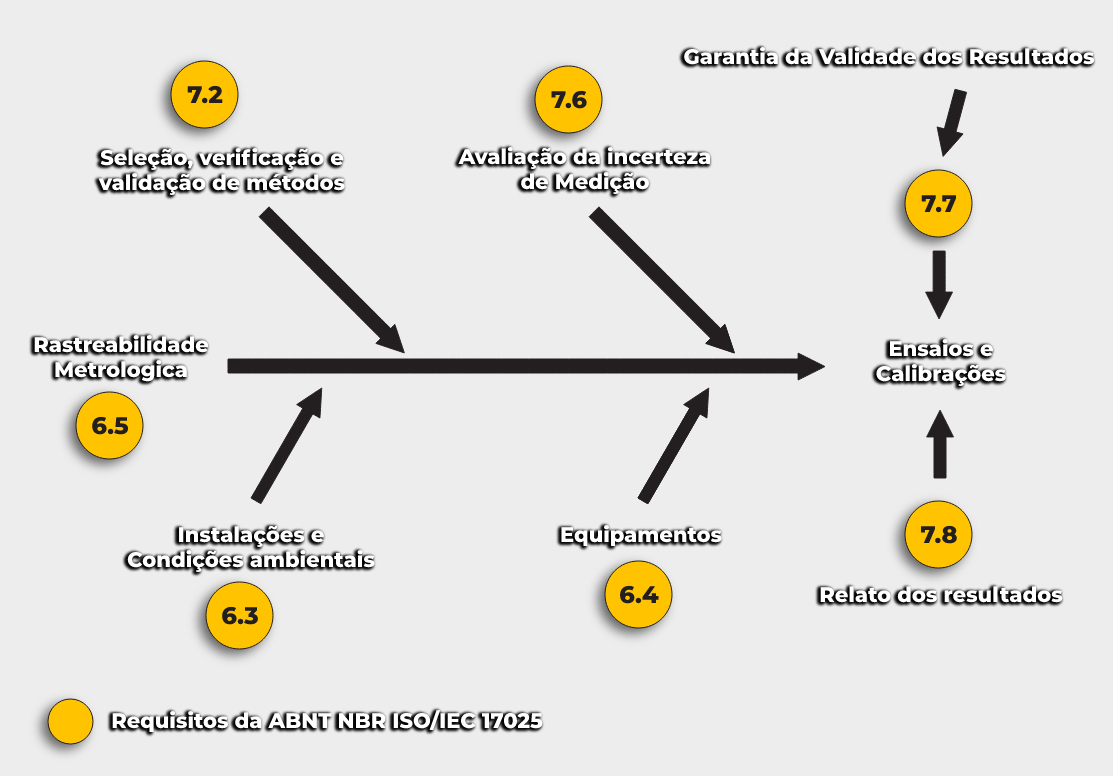 Garantia da Validade dos Resultados
7.2
7.6
Seleção, verificação e
validação de métodos
Avaliação da incerteza
de Medição
7.7
Rastreabilidade
Metrologica
6.5
Ensaios e
Calibrações
Instalações e
Condições ambientais
6.3
Equipamentos
6.4
7.8
Relato dos resultados
Requisitos da ABNT NBR ISO/IEC 17025